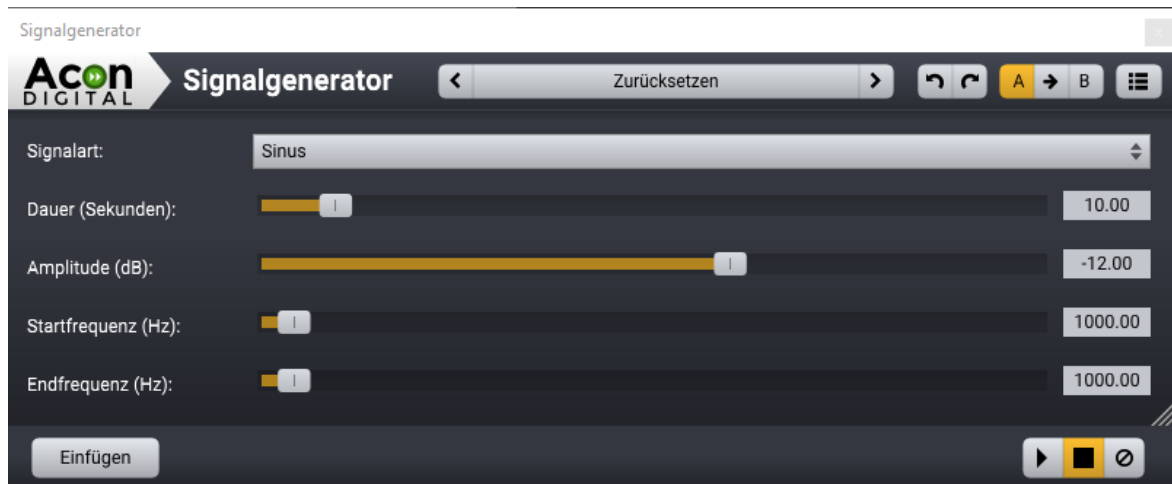 Signalgenerator
x
Acon
DIGITAL
Signalgenerator
Zurücksetzen
A
B
Signalart:
Sinus
Dauer (Sekunden):
10.00
Amplitude (dB):
-12.00
Startfrequenz (Hz):
1000.00
Endfrequenz (Hz):
1000.00
Einfügen